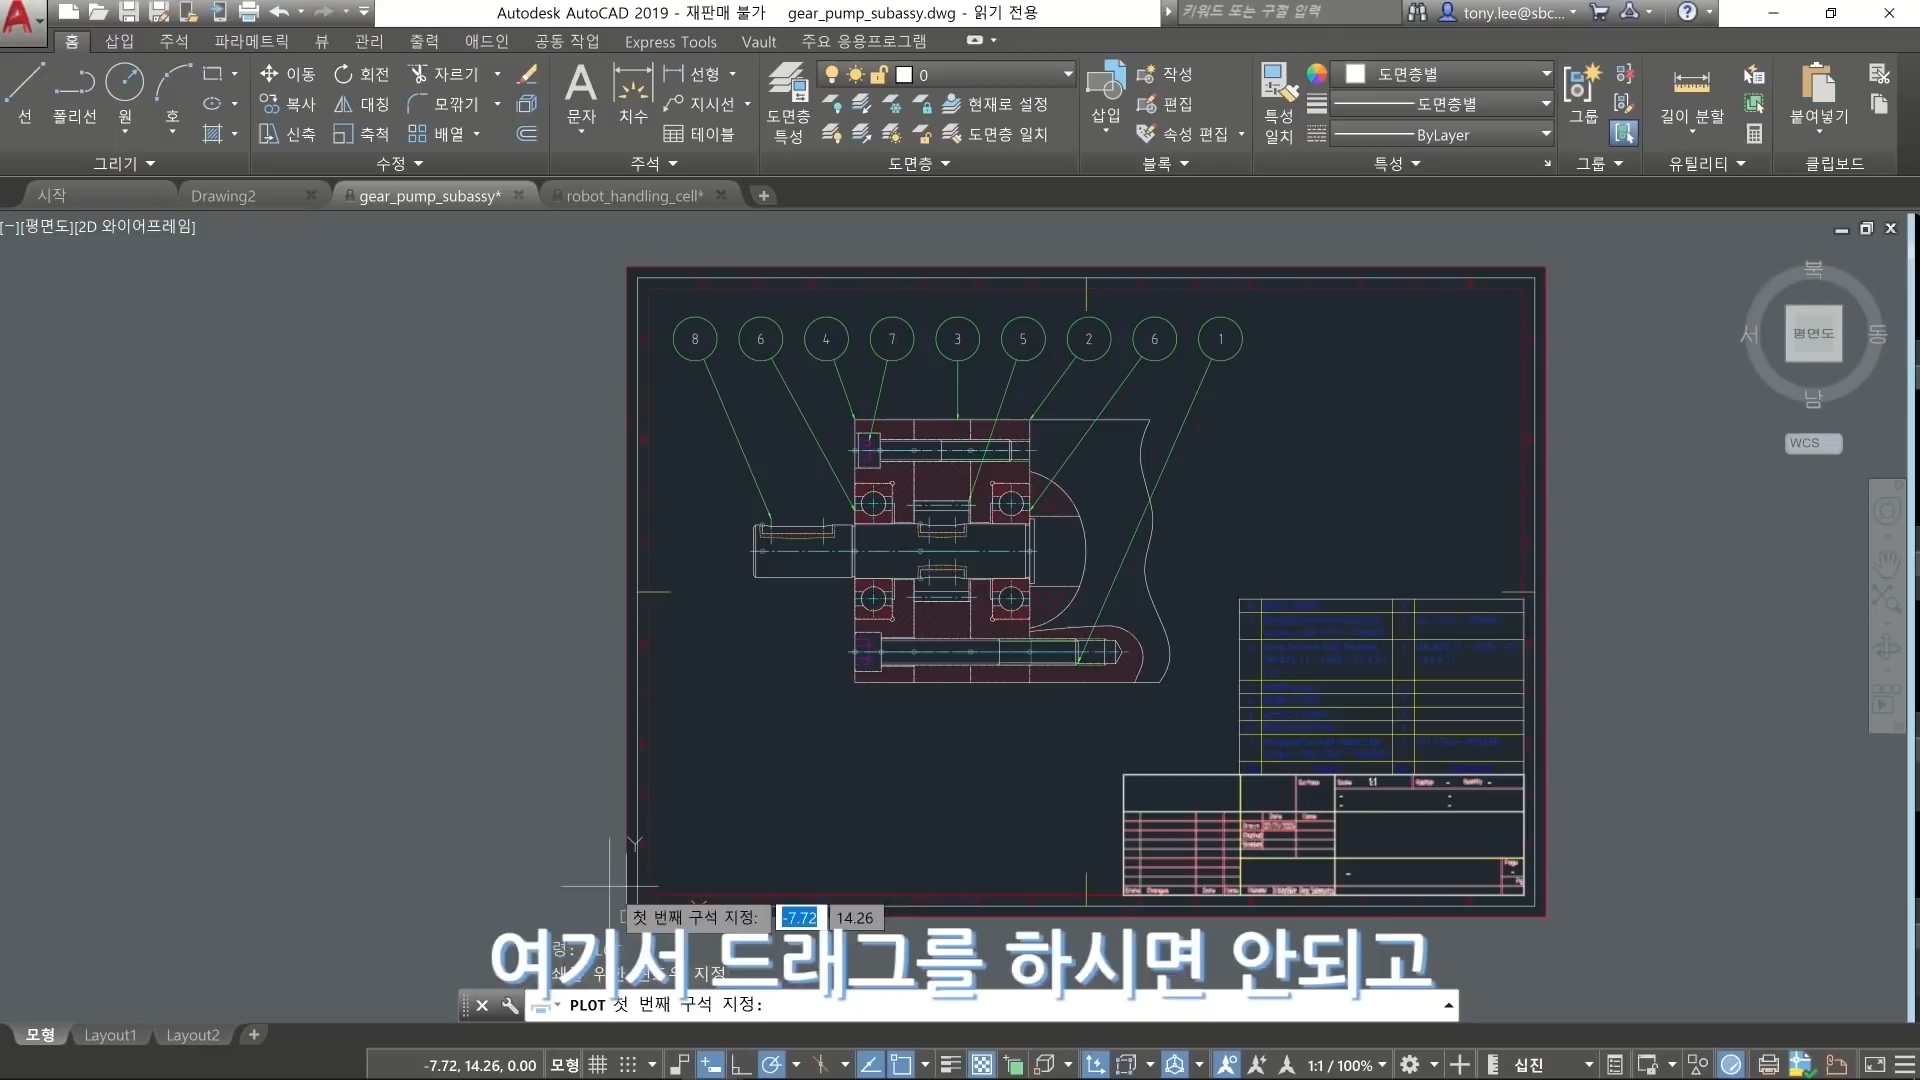 Autodesk AutoCAD 2019 - 재판매 불가 gear_pump_subassy.dwg - 읽기 전용
키워드 또는 구절 입력
tony.lee@sbc...
홈 삽입 주석 파라메트릭 뷰 관리 출력 애드인 공동 작업 Express Tools Vault 주요 응용프로그램
선 폴리선 원 호
이동 회전 자르기
복사 대칭 모깎기
신축 축척 배열
문자 치수
선형
지시선
테이블
도면층 특성
0
현재로 설정
도면층 일치
삽입
작성
편집
속성 편집
특성 일치
도면층별
도면층별
ByLayer
그룹
길이 분할
붙여넣기
그리기 수정 주석 도면층 블록 특성 그룹 유틸리티 클립보드
시작 Drawing2 gear_pump_subassy* robot_handling_cell*
[−][평면도][2D 와이어프레임]
북
서 평면도 동
남
WCS
8 6 4 7 3 5 2 6 1
1:1
Y
첫 번째 구석 지정: -7.72 14.26
여기서 드래그를 하시면 안되고
PLOT 첫 번째 구석 지정:
모형 Layout1 Layout2
-7.72, 14.26, 0.00 모형 1:1 / 100% 십진